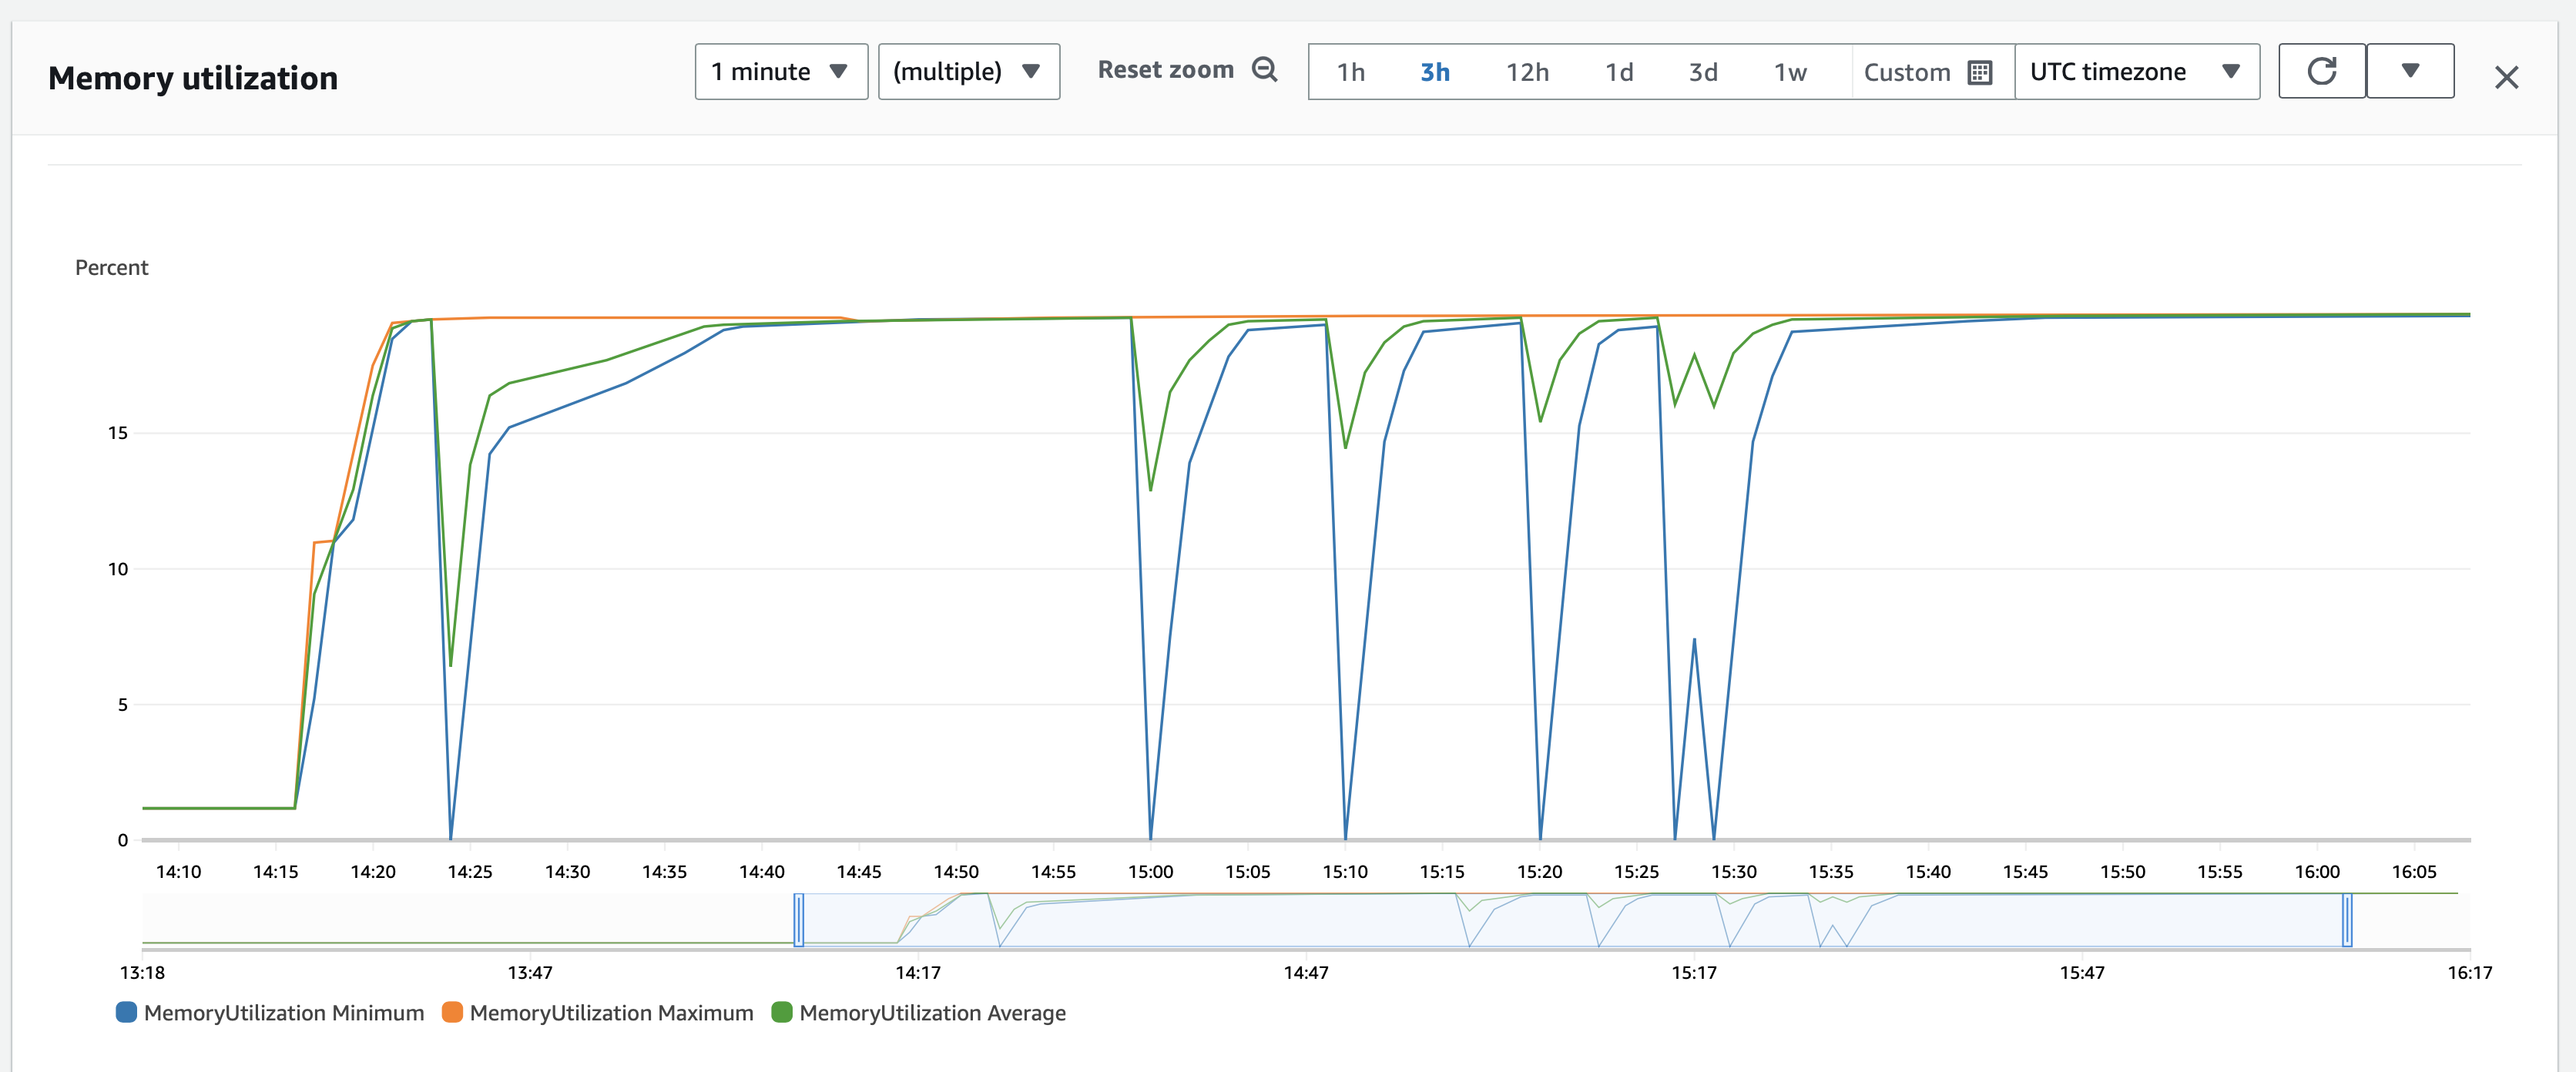 Memory utilization
1 minute
(multiple)
Reset zoom
1h 3h 12h 1d 3d 1w Custom
UTC timezone
Percent
15
10
5
0
14:10 14:15 14:20 14:25 14:30 14:35 14:40 14:45 14:50 14:55 15:00 15:05 15:10 15:15 15:20 15:25 15:30 15:35 15:40 15:45 15:50 15:55 16:00 16:05
13:18 13:47 14:17 14:47 15:17 15:47 16:17
MemoryUtilization Minimum MemoryUtilization Maximum MemoryUtilization Average